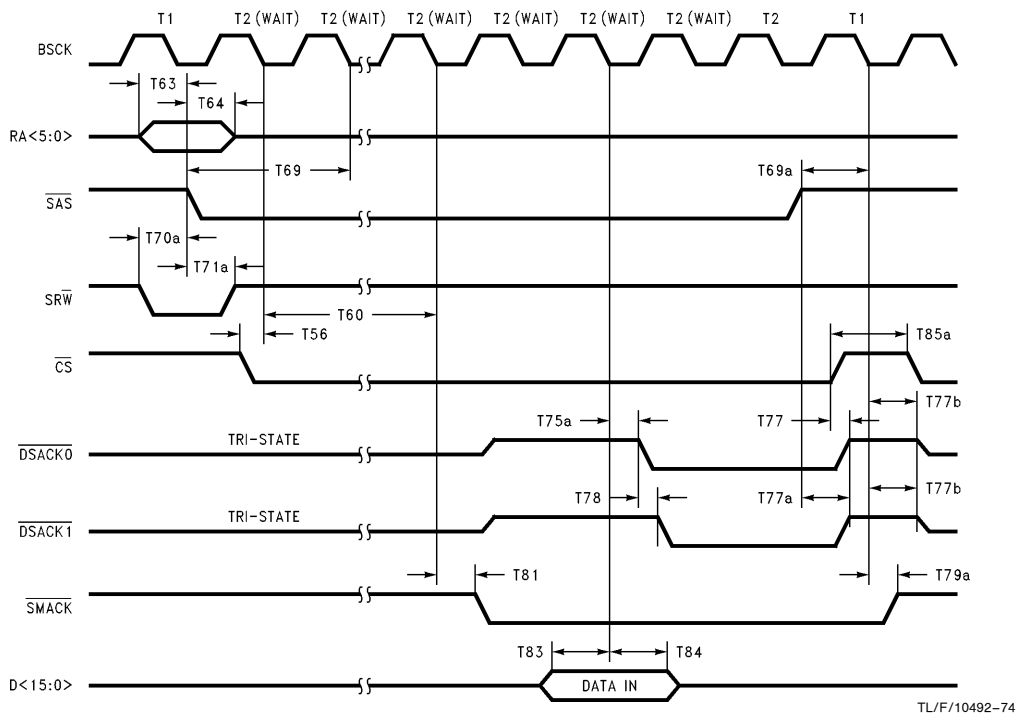 T1 T2 (WAIT) T2 (WAIT) T2 (WAIT) T2 (WAIT) T2 (WAIT) T2 (WAIT) T2 T1
BSCK
T63
T64
RA<5:0>
T69 T69a
SAS
T70a
T71a
SRW
T60
T56 T85a
CS
T77b
T75a T77
TRI-STATE
DSACK0
T78 T77a T77b
TRI-STATE
DSACK1
T81 T79a
SMACK
T83 T84
D<15:0> DATA IN
TL/F/10492-74